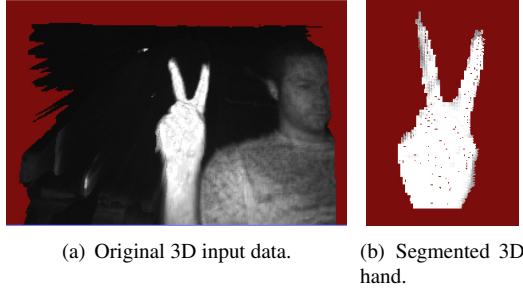 (a) Original 3D input data.
(b) Segmented 3D
hand.